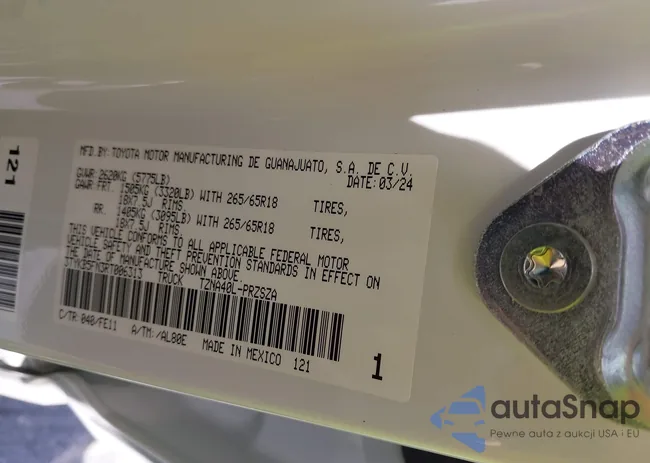 MFD.BY: TOYOTA MOTOR MANUFACTURING DE GUANAJUATO, S.A. DE C.V.
GVWR 2620KG (5775LB) DATE: 03/24
GAWR FRT. 1505KG (3320LB) WITH 265/65R18 TIRES,
18X7.5J RIMS
RR. 1405KG (3095LB) WITH 265/65R18 TIRES,
18X7.5J RIMS
THIS VEHICLE CONFORMS TO ALL APPLICABLE FEDERAL MOTOR
VEHICLE SAFETY AND THEFT PREVENTION STANDARDS IN EFFECT ON
THE DATE OF MANUFACTURE SHOWN ABOVE.
TRUCK TZNA40L-PRZSZA
C/TR: 040/FE11 A/TM: /AL80E MADE IN MEXICO 121
1
121
autaSnap
Pewne auta z aukcji USA i EU